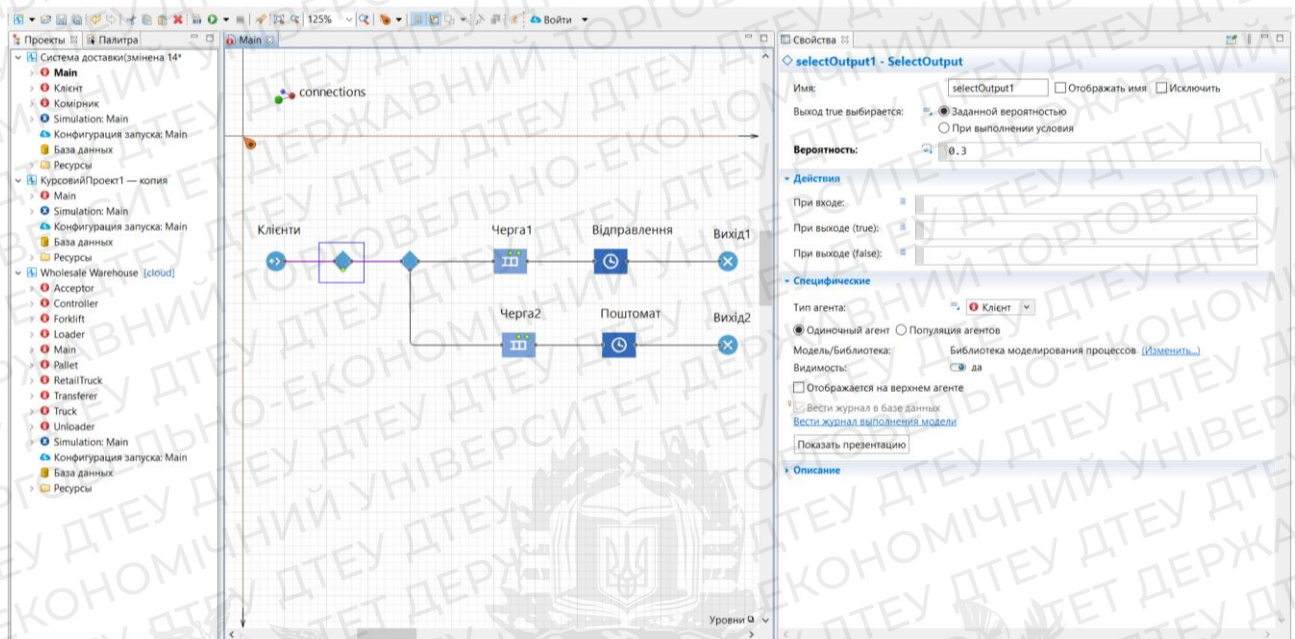 125%
Войти
Проекты
Палитра
Система доставки(змінена 14*
Main
Клієнт
Комірник
Simulation: Main
Конфигурация запуска: Main
База данных
Ресурсы
КурсовийПроект1 — копия
Main
Simulation: Main
Конфигурация запуска: Main
База данных
Ресурсы
Wholesale Warehouse [cloud]
Acceptor
Controller
Forklift
Loader
Main
Pallet
RetailTruck
Transferer
Truck
Unloader
Simulation: Main
Конфигурация запуска: Main
База данных
Ресурсы
Main
connections
Клієнти
Черга1
Відправлення
Вихід1
Черга2
Поштомат
Вихід2
Уровни
Свойства
selectOutput1 - SelectOutput
Имя: selectOutput1 Отображать имя Исключить
Выход true выбирается: Заданной вероятностью
При выполнении условия
Вероятность: 0.3
Действия
При входе:
При выходе (true):
При выходе (false):
Специфические
Тип агента: Клієнт
Одиночный агент Популяция агентов
Модель/Библиотека: Библиотека моделирования процессов (Изменить...)
Видимость: да
Отображается на верхнем агенте
Вести журнал в базе данных
Вести журнал выполнения модели
Показать презентацию
Описание